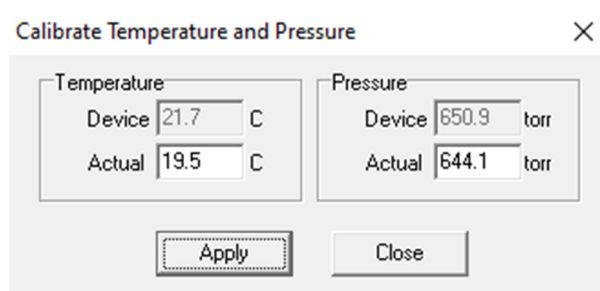 Calibrate Temperature and Pressure
Temperature
Device 21.7 C
Actual 19.5 C
Pressure
Device 650.9 torr
Actual 644.1 torr
Apply
Close